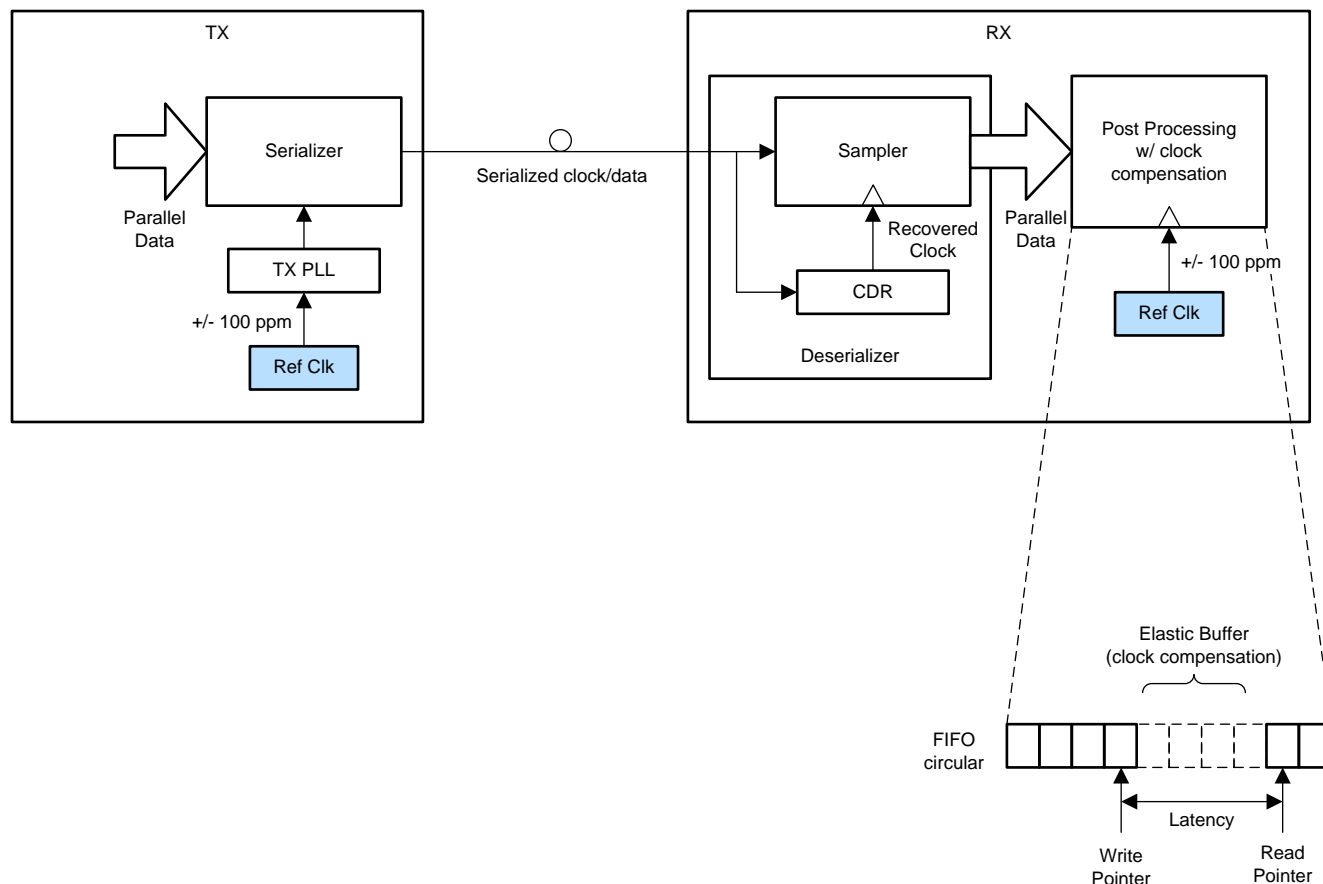 TX
Serializer
Parallel
Data
TX PLL
+/- 100 ppm
Ref Clk
Serialized clock/data
RX
Sampler
Recovered
Clock
CDR
Deserializer
Parallel
Data
Post Processing
w/ clock
compensation
+/- 100 ppm
Ref Clk
Elastic Buffer
(clock compensation)
FIFO
circular
Latency
Write
Pointer
Read
Pointer